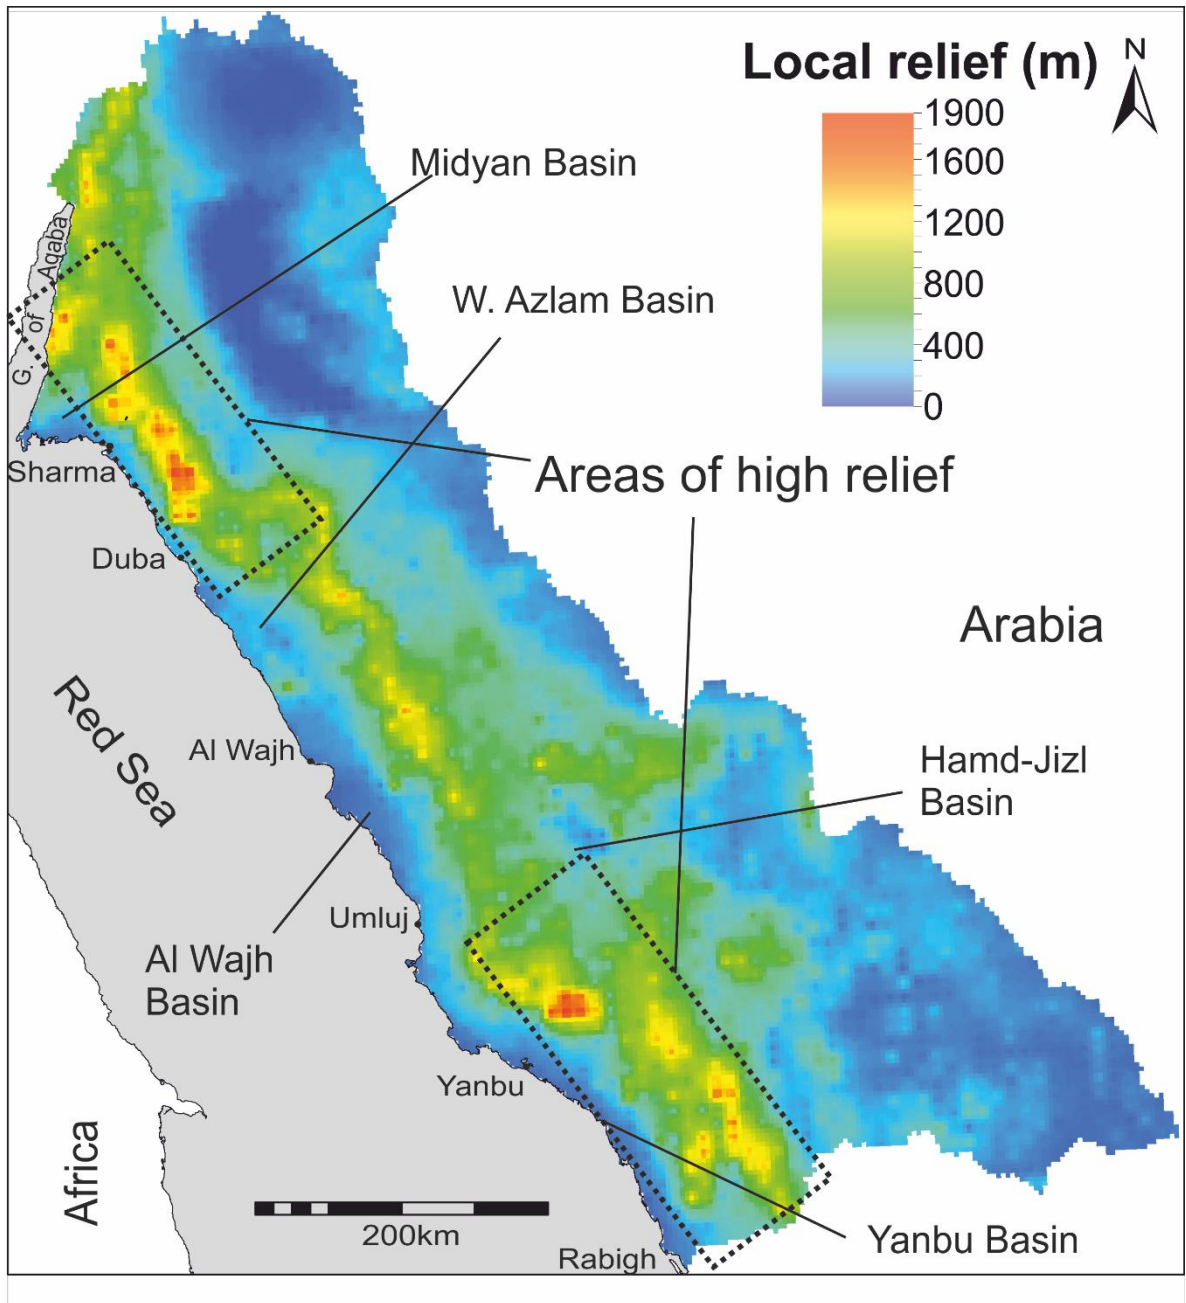 Local relief (m)
N
1900
1600
1200
800
400
0
Midyan Basin
G. of Aqaba
W. Azlam Basin
Sharma
Areas of high relief
Duba
Arabia
Red Sea
Al Wajh
Hamd-Jizl
Basin
Umluj
Al Wajh
Basin
Yanbu
Africa
200km
Rabigh
Yanbu Basin